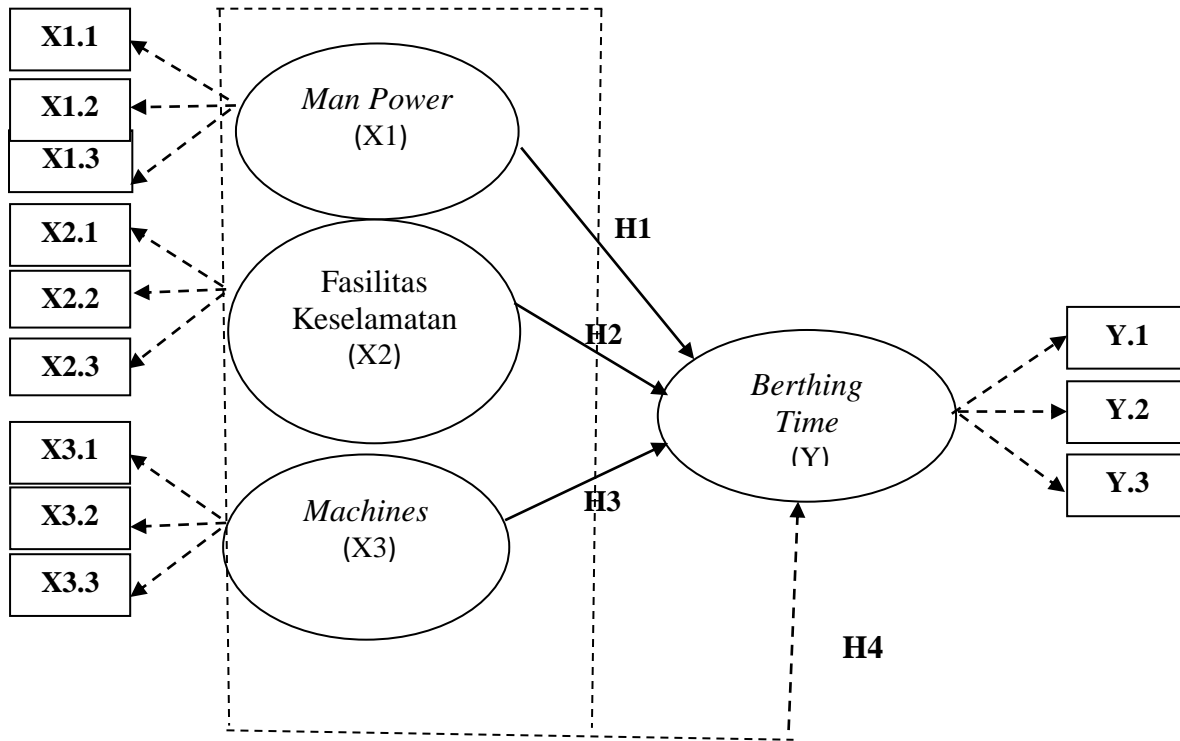 X1.1
X1.2
X1.3
X2.1
X2.2
X2.3
X3.1
X3.2
X3.3
Man Power
(X1)
Fasilitas
Keselamatan
(X2)
Machines
(X3)
H1
H2
H3
H4
Berthing
Time
(Y)
Y.1
Y.2
Y.3